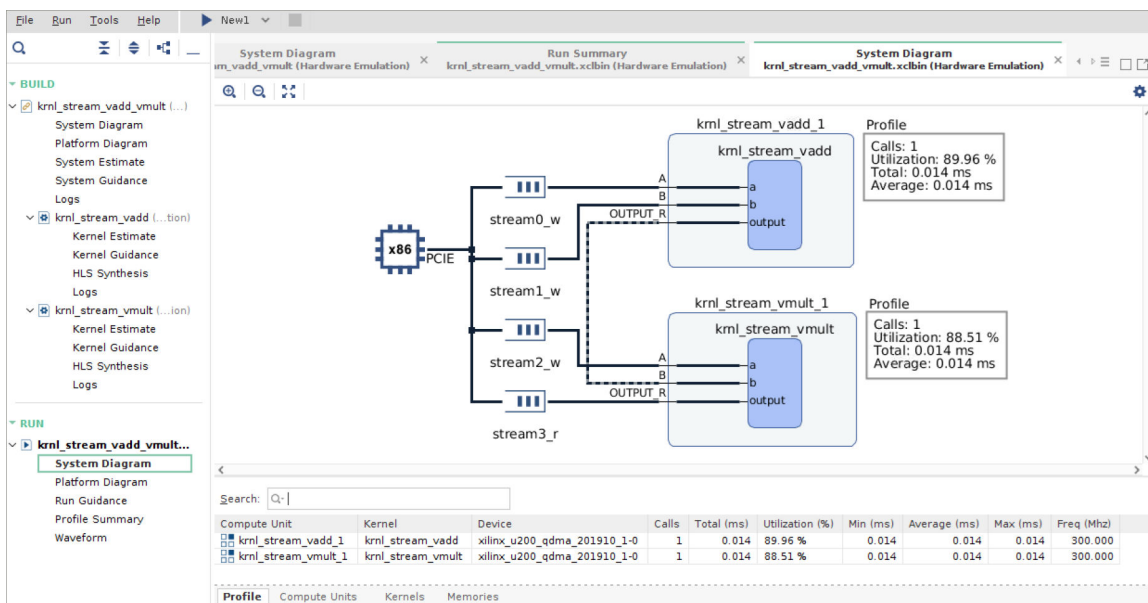 File Run Tools Help New1
System Diagram
am_vadd_vmult (Hardware Emulation)
Run Summary
krnl_stream_vadd_vmult.xclbin (Hardware Emulation)
System Diagram
krnl_stream_vadd_vmult.xclbin (Hardware Emulation)
BUILD
krnl_stream_vadd_vmult (...)
System Diagram
Platform Diagram
System Estimate
System Guidance
Logs
krnl_stream_vadd (...tion)
Kernel Estimate
Kernel Guidance
HLS Synthesis
Logs
krnl_stream_vmult (...ion)
Kernel Estimate
Kernel Guidance
HLS Synthesis
Logs
RUN
krnl_stream_vadd_vmult...
System Diagram
Platform Diagram
Run Guidance
Profile Summary
Waveform
x86
PCIE
stream0_w
stream1_w
stream2_w
stream3_r
krnl_stream_vadd_1
krnl_stream_vadd
A
B
OUTPUT_R
a
b
output
Profile
Calls: 1
Utilization: 89.96 %
Total: 0.014 ms
Average: 0.014 ms
krnl_stream_vmult_1
krnl_stream_vmult
A
B
OUTPUT_R
a
b
output
Profile
Calls: 1
Utilization: 88.51 %
Total: 0.014 ms
Average: 0.014 ms
Search:
Compute Unit Kernel Device Calls Total (ms) Utilization (%) Min (ms) Average (ms) Max (ms) Freq (Mhz)
krnl_stream_vadd_1 krnl_stream_vadd xilinx_u200_qdma_201910_1-0 1 0.014 89.96 % 0.014 0.014 0.014 300.000
krnl_stream_vmult_1 krnl_stream_vmult xilinx_u200_qdma_201910_1-0 1 0.014 88.51 % 0.014 0.014 0.014 300.000
Profile Compute Units Kernels Memories